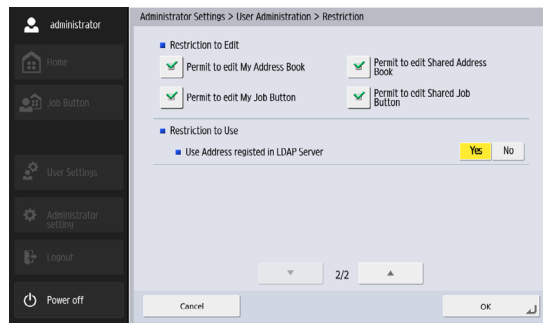 administrator
Home
Job Button
User Settings
Administrator
setting
Logout
Power off
Administrator Settings > User Administration > Restriction
Restriction to Edit
Permit to edit My Address Book
Permit to edit Shared Address
Book
Permit to edit My Job Button
Permit to edit Shared Job
Button
Restriction to Use
Use Address registed in LDAP Server
Yes No
2/2
Cancel
OK